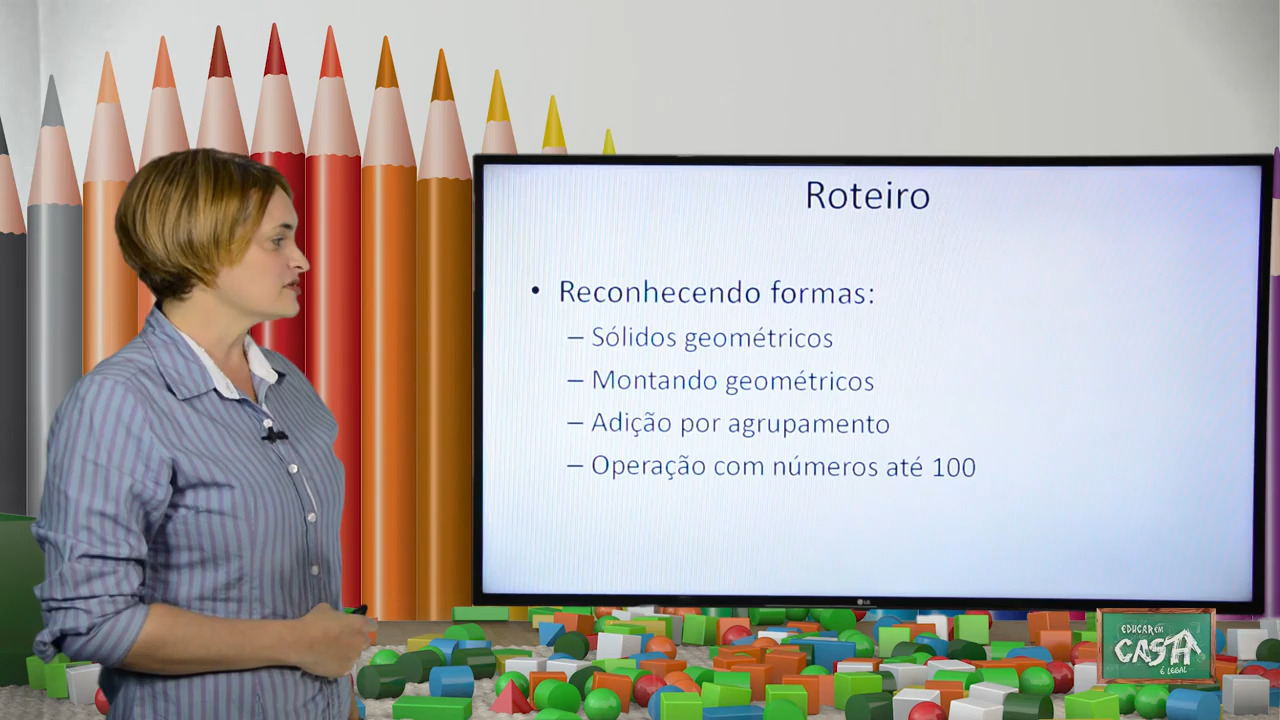 Roteiro
• Reconhecendo formas:
– Sólidos geométricos
– Montando geométricos
– Adição por agrupamento
– Operação com números até 100
LG
EDUCAR EM
CASA
É LEGAL